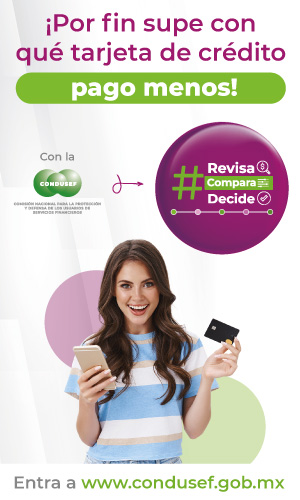 ¡Por fin supe con
qué tarjeta de crédito
pago menos!
Con la
CONDUSEF
COMISIÓN NACIONAL PARA LA PROTECCIÓN
Y DEFENSA DE LOS USUARIOS DE
SERVICIOS FINANCIEROS
#
Revisa
Compara
Decide
Entra a www.condusef.gob.mx